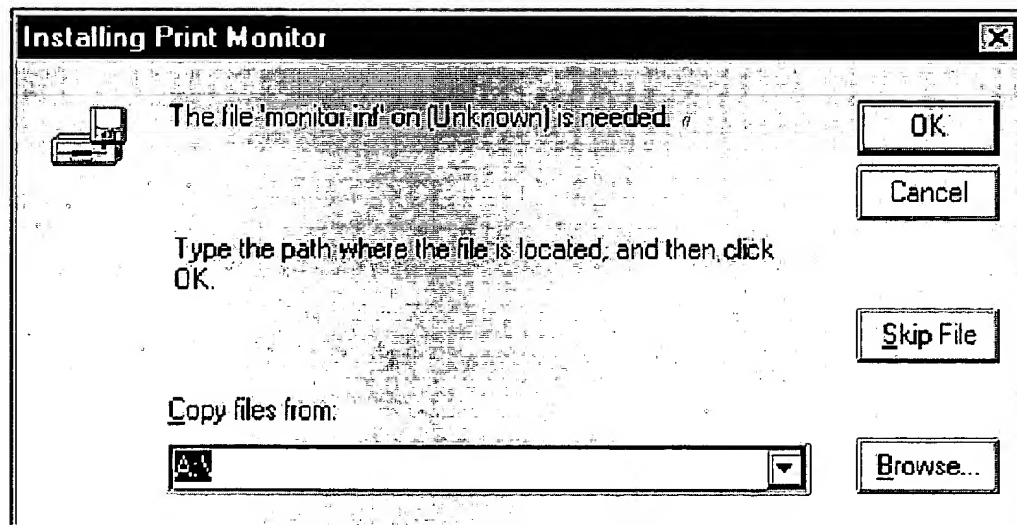 Installing Print Monitor
The file 'monitor.inf' on (Unknown) is needed.
OK
Cancel
Type the path where the file is located, and then click
OK.
Skip File
Copy files from:
A:\
Browse...